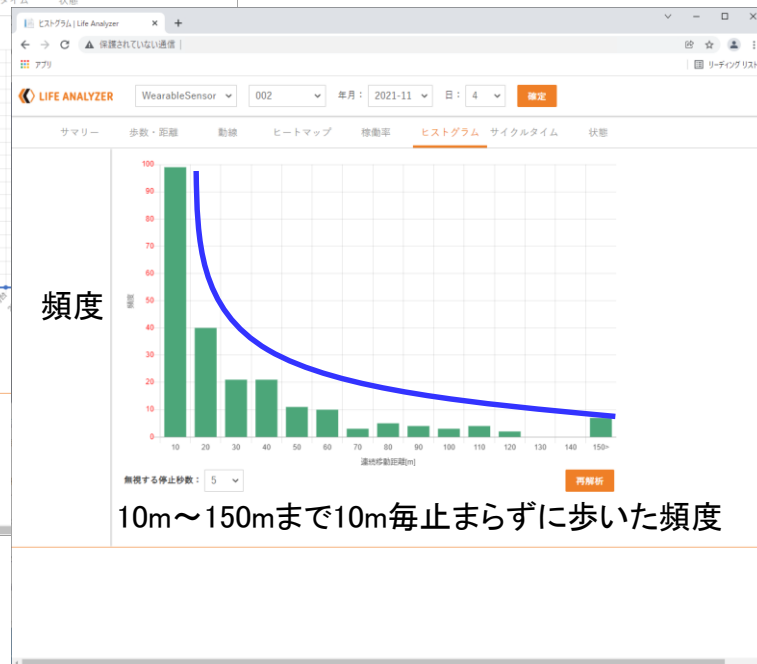 ヒストグラム | Life Analyzer
保護されていない通信
アプリ
リーディング リスト
LIFE ANALYZER
WearableSensor
002
年月：
2021-11
日：
4
確定
サマリー 歩数・距離 動線 ヒートマップ 稼働率 ヒストグラム サイクルタイム 状態
100
90
80
70
60
50
40
30
20
10
0
頻度
頻度
10 20 30 40 50 60 70 80 90 100 110 120 130 140 150>
連続移動距離[m]
無視する停止秒数： 5
再解析
10m～150mまで10m毎止まらずに歩いた頻度